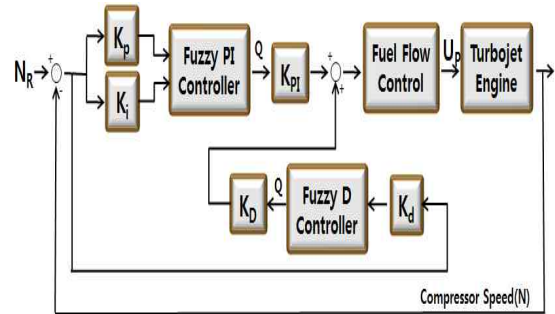 N_R
+
-
K_p
K_i
Fuzzy PI
Controller
Q
K_PI
+
+
Fuel Flow
Control
U_P
Turbojet
Engine
K_D
Q
Fuzzy D
Controller
K_d
Compressor Speed(N)